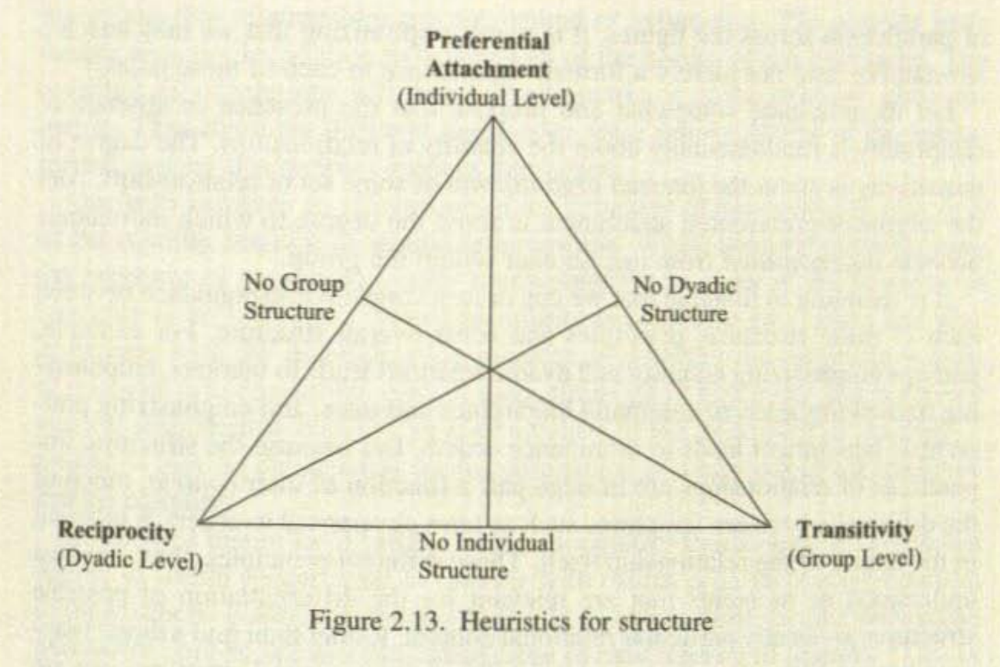 Preferential
Attachment
(Individual Level)
No Group
Structure
No Dyadic
Structure
Reciprocity
(Dyadic Level)
No Individual
Structure
Transitivity
(Group Level)
Figure 2.13. Heuristics for structure